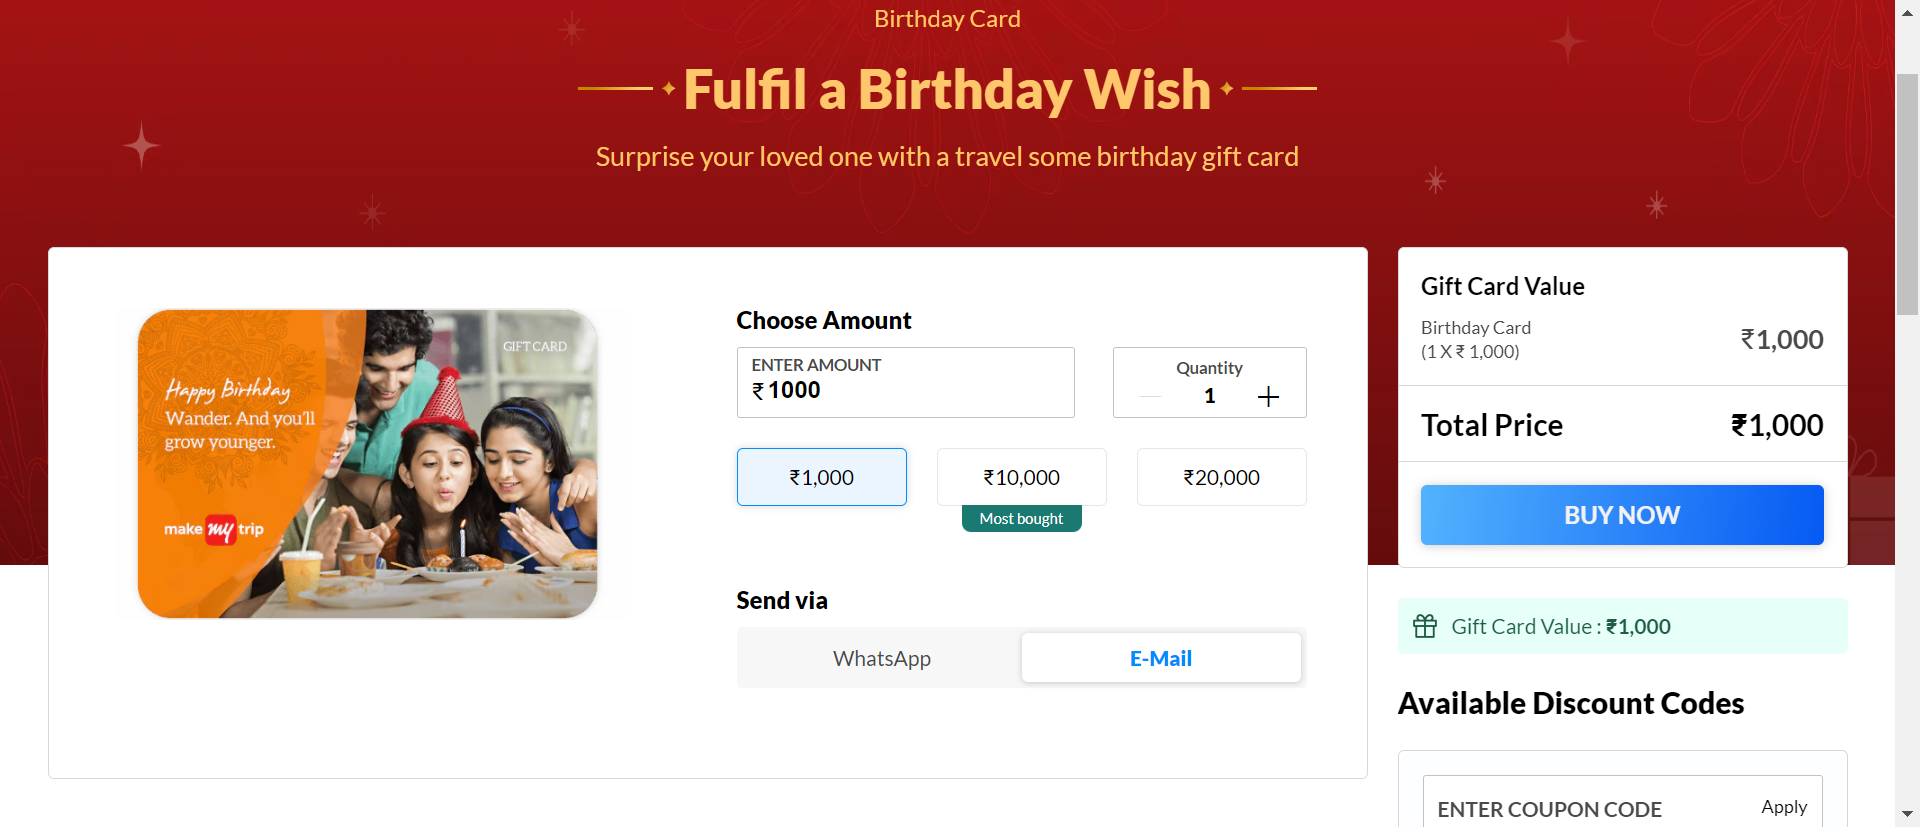 Birthday Card
Fulfil a Birthday Wish
Surprise your loved one with a travel some birthday gift card
GIFT CARD
Happy Birthday
Wander. And you'll
grow younger.
make my trip
Choose Amount
ENTER AMOUNT
₹ 1000
Quantity
1
₹1,000
₹10,000
₹20,000
Most bought
Send via
WhatsApp
E-Mail
Gift Card Value
Birthday Card
(1 X ₹ 1,000)
₹1,000
Total Price
₹1,000
BUY NOW
Gift Card Value : ₹1,000
Available Discount Codes
ENTER COUPON CODE
Apply